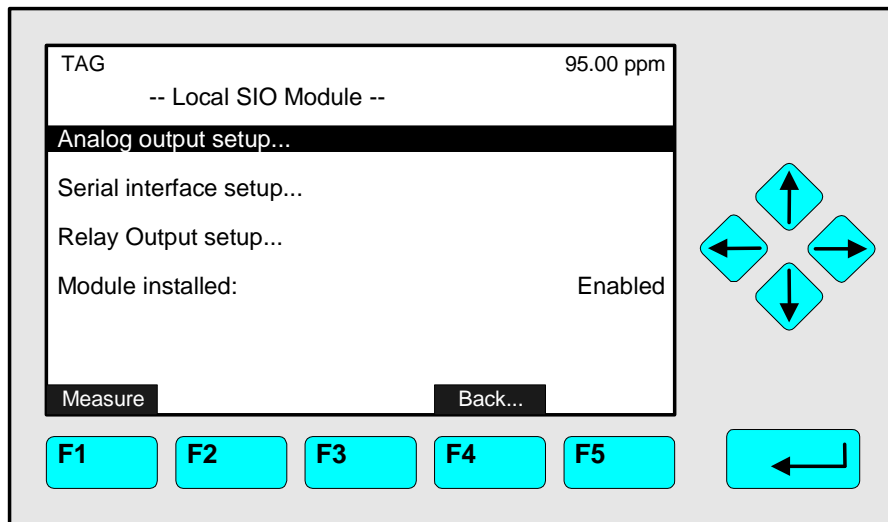 TAG 95.00 ppm
-- Local SIO Module --
Analog output setup...
Serial interface setup...
Relay Output setup...
Module installed: Enabled
Measure Back...
F1 F2 F3 F4 F5